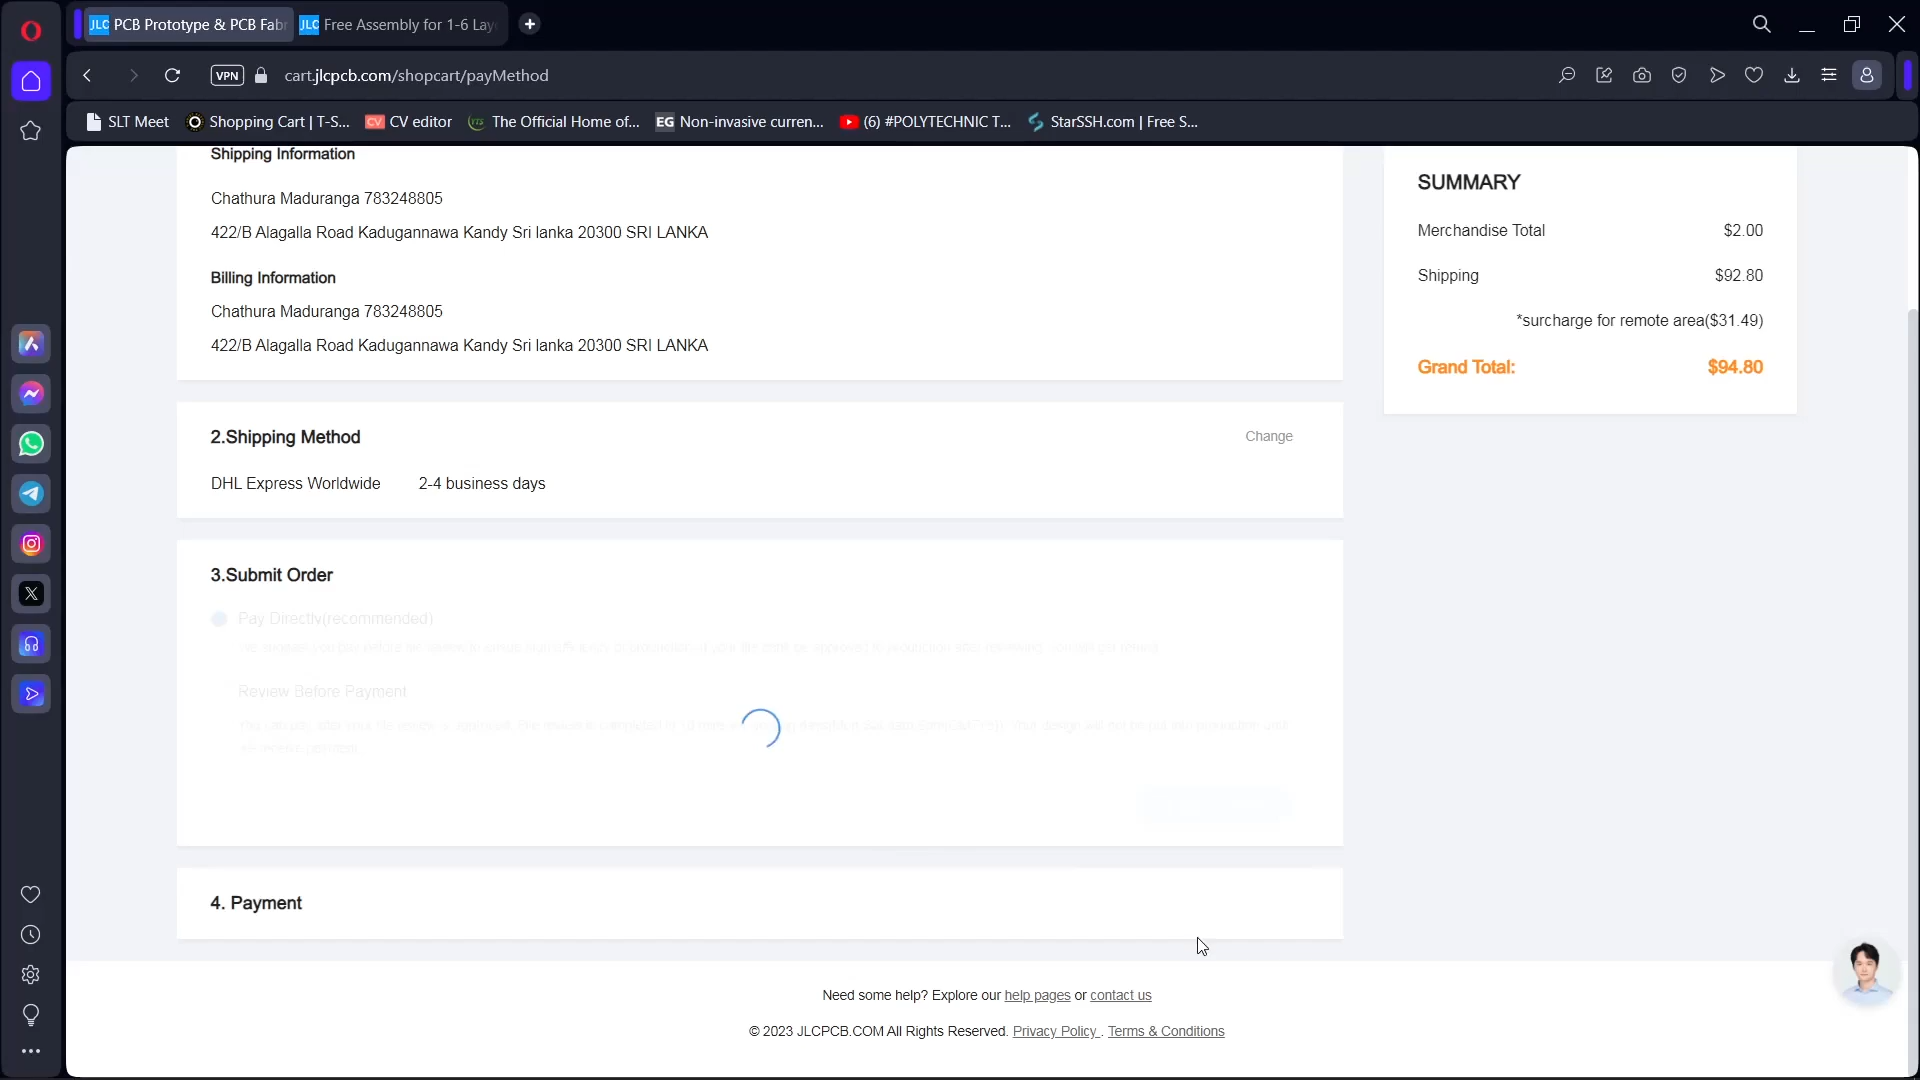 JLC PCB Prototype & PCB Fab
JLC Free Assembly for 1-6 Laye
VPN
cart.jlcpcb.com/shopcart/payMethod
SLT Meet
Shopping Cart | T-S...
CV CV editor
The Official Home of...
EG Non-invasive curren...
(6) #POLYTECHNIC T...
StarSSH.com | Free S...
Shipping Information
Chathura Maduranga 783248805
422/B Alagalla Road Kadugannawa Kandy Sri lanka 20300 SRI LANKA
Billing Information
Chathura Maduranga 783248805
422/B Alagalla Road Kadugannawa Kandy Sri lanka 20300 SRI LANKA
SUMMARY
Merchandise Total $2.00
Shipping $92.80
*surcharge for remote area($31.49)
Grand Total: $94.80
2.Shipping Method Change
DHL Express Worldwide 2-4 business days
3.Submit Order
Pay Directly(recommended)
Review Before Payment
4. Payment
Need some help? Explore our help pages or contact us
© 2023 JLCPCB.COM All Rights Reserved. Privacy Policy . Terms & Conditions